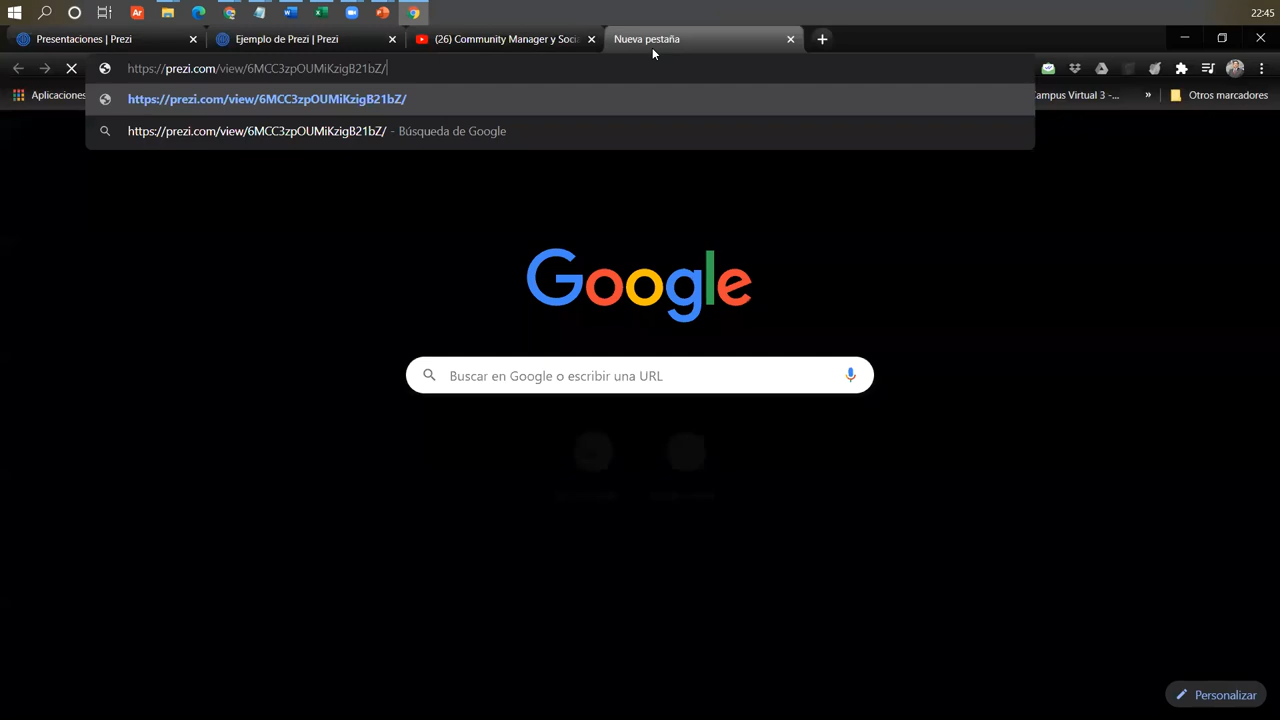 Ar
22:45
Presentaciones | Prezi
Ejemplo de Prezi | Prezi
(26) Community Manager y Soci
Nueva pestaña
https://prezi.com/view/6MCC3zpOUMiKzigB21bZ/
Aplicaciones
ampus Virtual 3 -...
»
Otros marcadores
https://prezi.com/view/6MCC3zpOUMiKzigB21bZ/
https://prezi.com/view/6MCC3zpOUMiKzigB21bZ/ - Búsqueda de Google
Google
Buscar en Google o escribir una URL
Personalizar